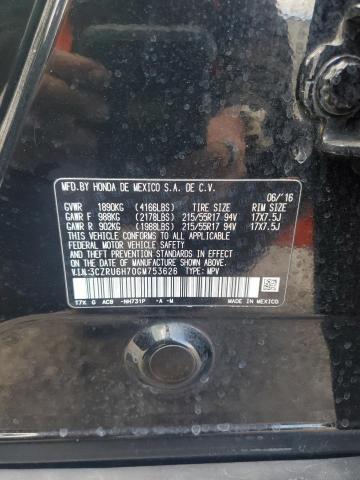 MFD.BY HONDA DE MEXICO S.A. DE C.V. 06/'16
GVWR 1890KG (4166LBS) TIRE SIZE RIM SIZE
GAWR F 988KG (2178LBS) 215/55R17 94V 17X7.5J
GAWR R 902KG (1988LBS) 215/55R17 94V 17X7.5J
THIS VEHICLE CONFORMS TO ALL APPLICABLE
FEDERAL MOTOR VEHICLE SAFETY STANDARDS
IN EFFECT ON THE DATE OF MANUFACTURE
SHOWN ABOVE.
V.I.N:3CZRU6H70GM753626 TYPE: MPV
T7X G AC8 -NH731P -A -M MADE IN MEXICO